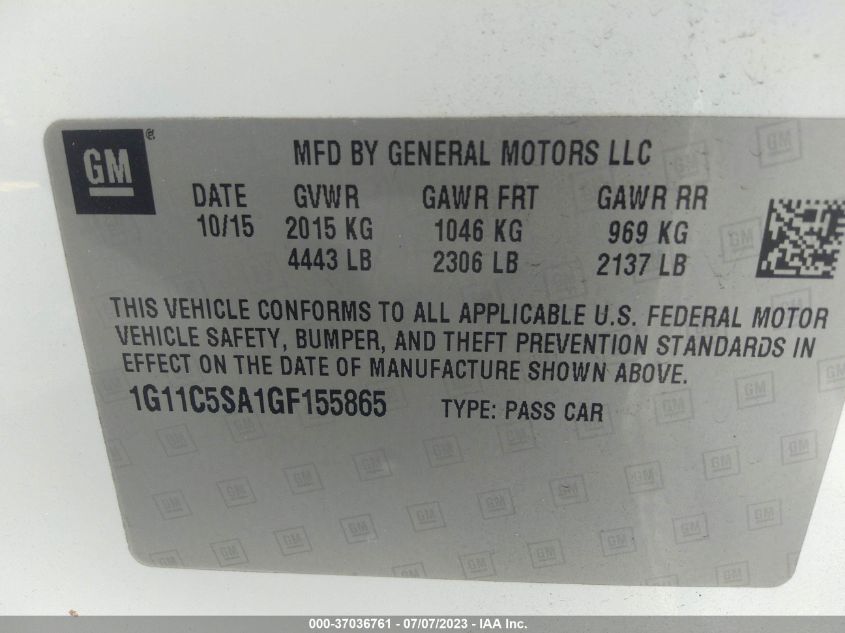 GM
MFD BY GENERAL MOTORS LLC
DATE GVWR GAWR FRT GAWR RR
10/15 2015 KG 1046 KG 969 KG
4443 LB 2306 LB 2137 LB
THIS VEHICLE CONFORMS TO ALL APPLICABLE U.S. FEDERAL MOTOR
VEHICLE SAFETY, BUMPER, AND THEFT PREVENTION STANDARDS IN
EFFECT ON THE DATE OF MANUFACTURE SHOWN ABOVE.
1G11C5SA1GF155865 TYPE: PASS CAR
000-37036761 - 07/07/2023 - IAA Inc.